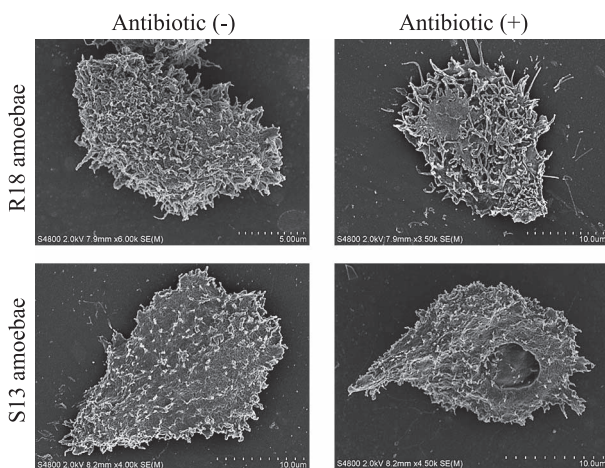 Antibiotic (-)
Antibiotic (+)
R18 amoebae
S4800 2.0kV 7.9mm x6.00k SE(M)
5.00um
S4800 2.0kV 7.9mm x3.50k SE(M)
10.0um
S13 amoebae
S4800 2.0kV 8.2mm x4.00k SE(M)
10.0um
S4800 2.0kV 8.2mm x4.50k SE(M)
10.0um